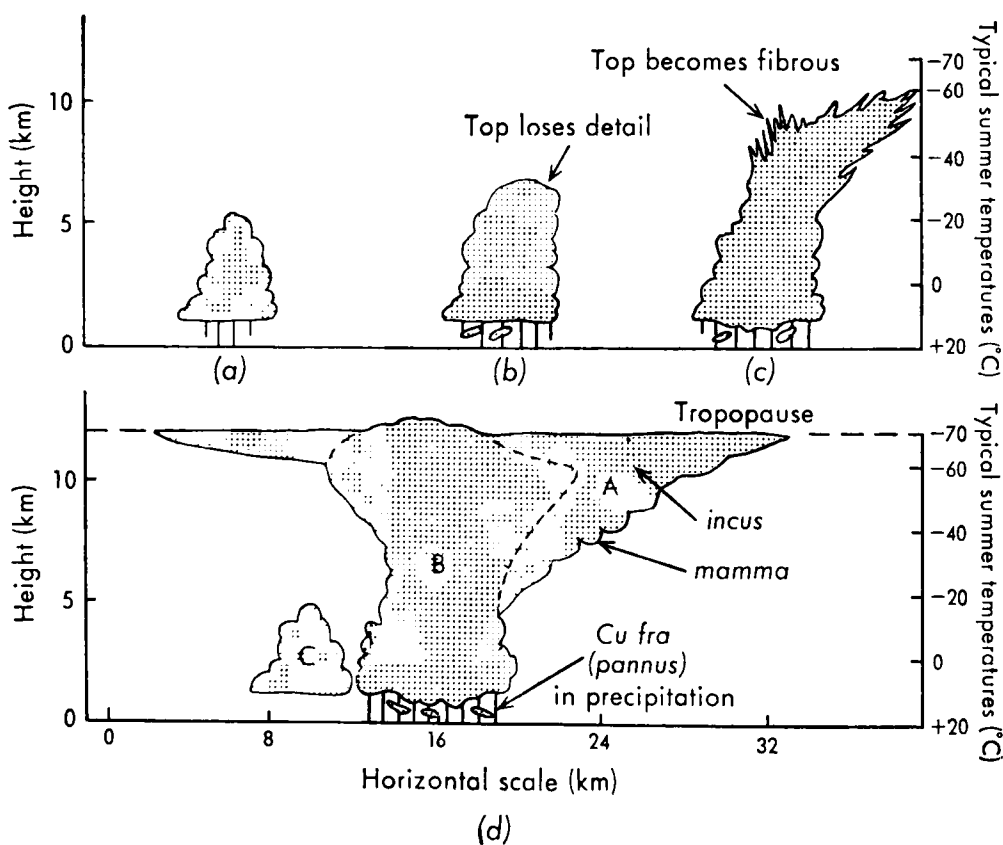 Height (km)
10
5
0
Top becomes fibrous
Top loses detail
(a)
(b)
(c)
−70
−60
−40
−20
0
+20
Typical summer temperatures (°C)
Height (km)
10
5
0
Tropopause
A
incus
mamma
B
C
Cu fra
(pannus)
in precipitation
D
−70
−60
−40
−20
0
+20
Typical summer temperatures (°C)
0 8 16 24 32
Horizontal scale (km)
(d)